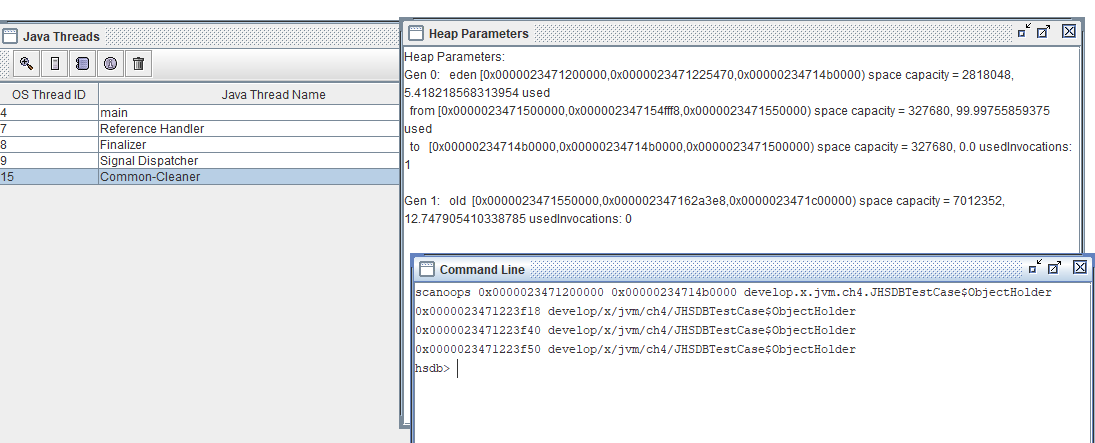 Java Threads
OS Thread ID Java Thread Name
4 main
7 Reference Handler
8 Finalizer
9 Signal Dispatcher
15 Common-Cleaner
Heap Parameters
Heap Parameters:
Gen 0:   eden [0x0000023471200000,0x0000023471225470,0x00000234714b0000) space capacity = 2818048,
5.418218568313954 used
  from [0x0000023471500000,0x000002347154fff8,0x0000023471550000) space capacity = 327680, 99.99755859375
used
  to   [0x00000234714b0000,0x00000234714b0000,0x0000023471500000) space capacity = 327680, 0.0 usedInvocations:
1
Gen 1:   old  [0x0000023471550000,0x000002347162a3e8,0x0000023471c00000) space capacity = 7012352,
12.747905410338785 usedInvocations: 0
Command Line
scanoops 0x0000023471200000 0x00000234714b0000 develop.x.jvm.ch4.JHSDBTestCase$ObjectHolder
0x0000023471223f18 develop/x/jvm/ch4/JHSDBTestCase$ObjectHolder
0x0000023471223f40 develop/x/jvm/ch4/JHSDBTestCase$ObjectHolder
0x0000023471223f50 develop/x/jvm/ch4/JHSDBTestCase$ObjectHolder
hsdb>